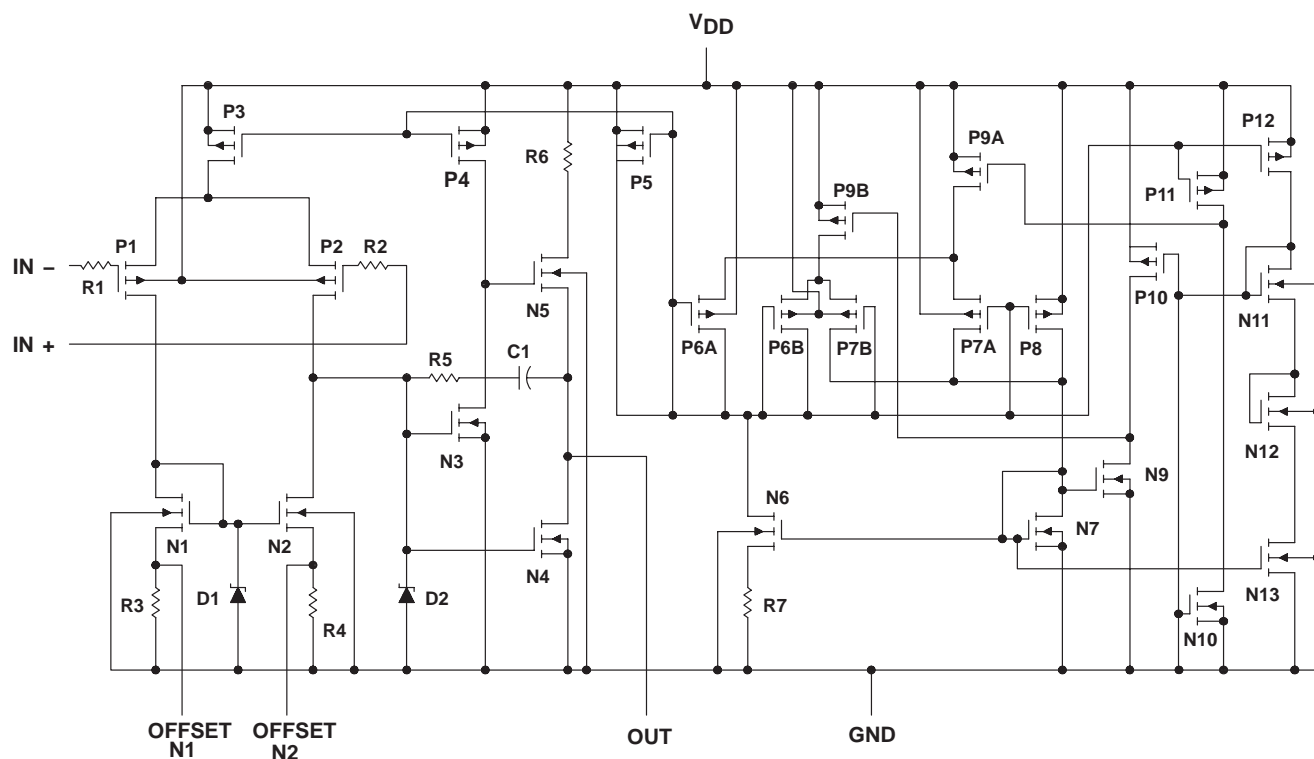 VDD
P3
P4
R6
P5
P9B
P9A
P12
P11
P1
P2
R2
IN −
R1
N5
P10
N11
IN +
P6A
P6B
P7B
P7A
P8
R5
C1
N3
N12
N9
N1
N2
N6
N7
N4
R3
D1
R4
D2
R7
N13
N10
OFFSET
N1
OFFSET
N2
OUT
GND